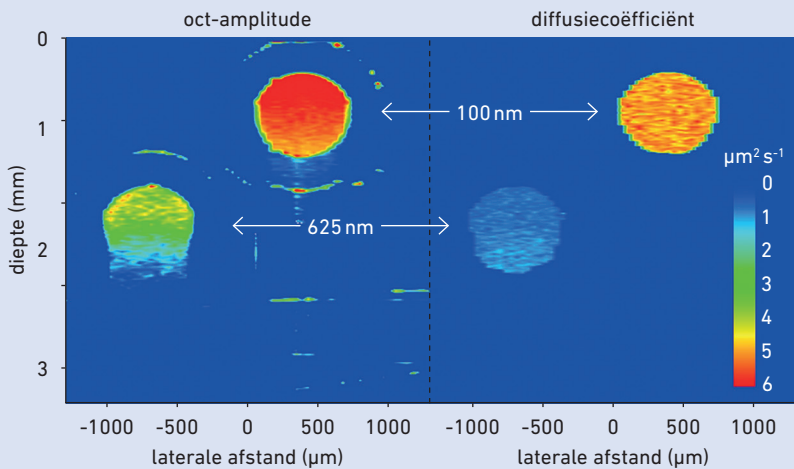 oct-amplitude
diffusiecoëfficiënt
0
1
2
3
diepte (mm)
100 nm
625 nm
µm² s⁻¹
0
1
2
3
4
5
6
-1000 -500 0 500 1000
-1000 -500 0 500 1000
laterale afstand (µm)
laterale afstand (µm)